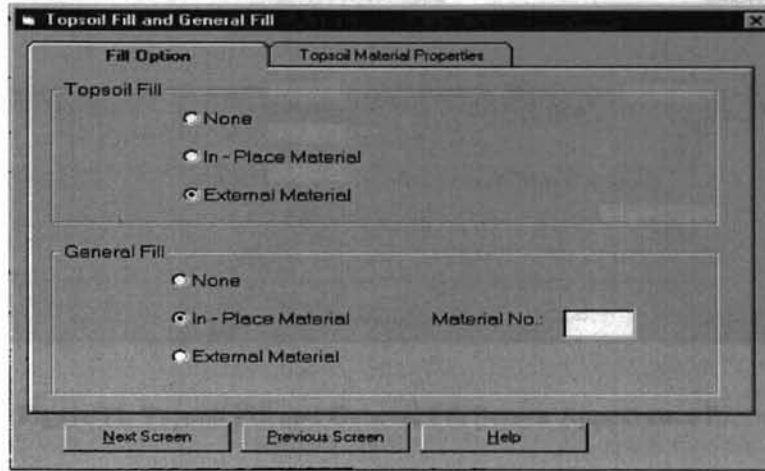 Topsoil Fill and General Fill
Fill Option Topsoil Material Properties
Topsoil Fill
None
In - Place Material
External Material
General Fill
None
In - Place Material Material No.:
External Material
Next Screen Previous Screen Help